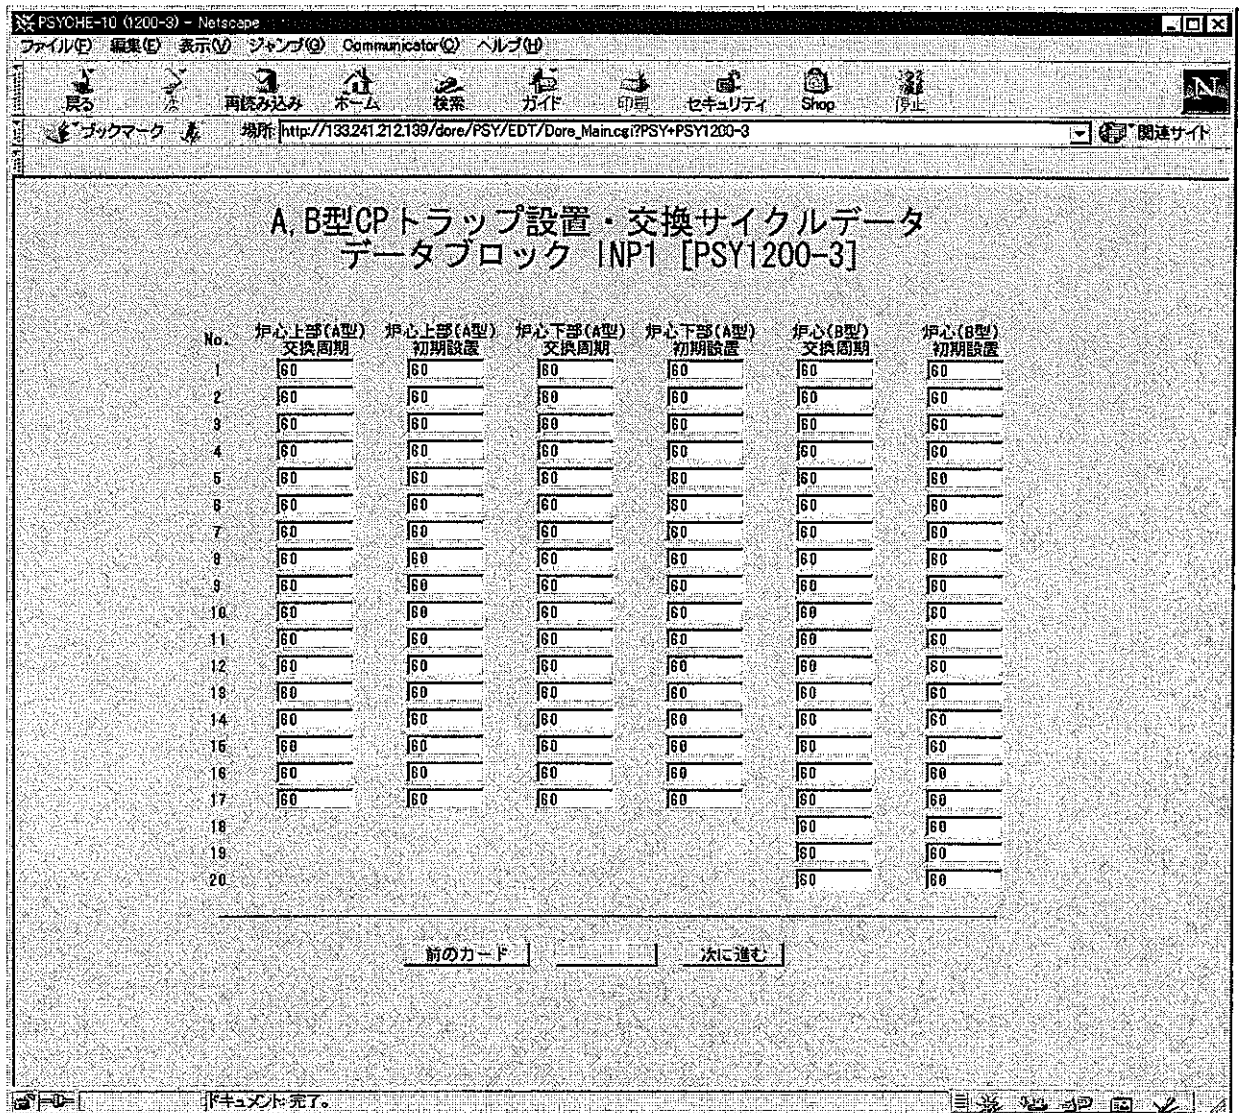 PSYCHE-10 (1200-3) - Netscape
ファイル(F) 編集(E) 表示(V) ジャンプ(G) Communicator(C) ヘルプ(H)
戻る 次 再読み込み ホーム 検索 ガイド 印刷 セキュリティ Shop 停止
N
ブックマーク 場所: http://133.241.212.139/dore/PSY/EDT/Dore_Main.cgi?PSY+PSY1200-3 関連サイト
A,B型CPトラップ設置・交換サイクルデータ
データブロック INP1 [PSY1200-3]
No. 炉心上部(A型) 炉心上部(A型) 炉心下部(A型) 炉心下部(A型) 炉心(B型) 炉心(B型)
交換周期 初期設置 交換周期 初期設置 交換周期 初期設置
1 60 60 60 60 60 60
2 60 60 60 60 60 60
3 60 60 60 60 60 60
4 60 60 60 60 60 60
5 60 60 60 60 60 60
6 60 60 60 60 60 60
7 60 60 60 60 60 60
8 60 60 60 60 60 60
9 60 60 60 60 60 60
10 60 60 60 60 60 60
11 60 60 60 60 60 60
12 60 60 60 60 60 60
13 60 60 60 60 60 60
14 60 60 60 60 60 60
15 60 60 60 60 60 60
16 60 60 60 60 60 60
17 60 60 60 60 60 60
18 60 60
19 60 60
20 60 60
前のカード 次に進む
ドキュメント: 完了。